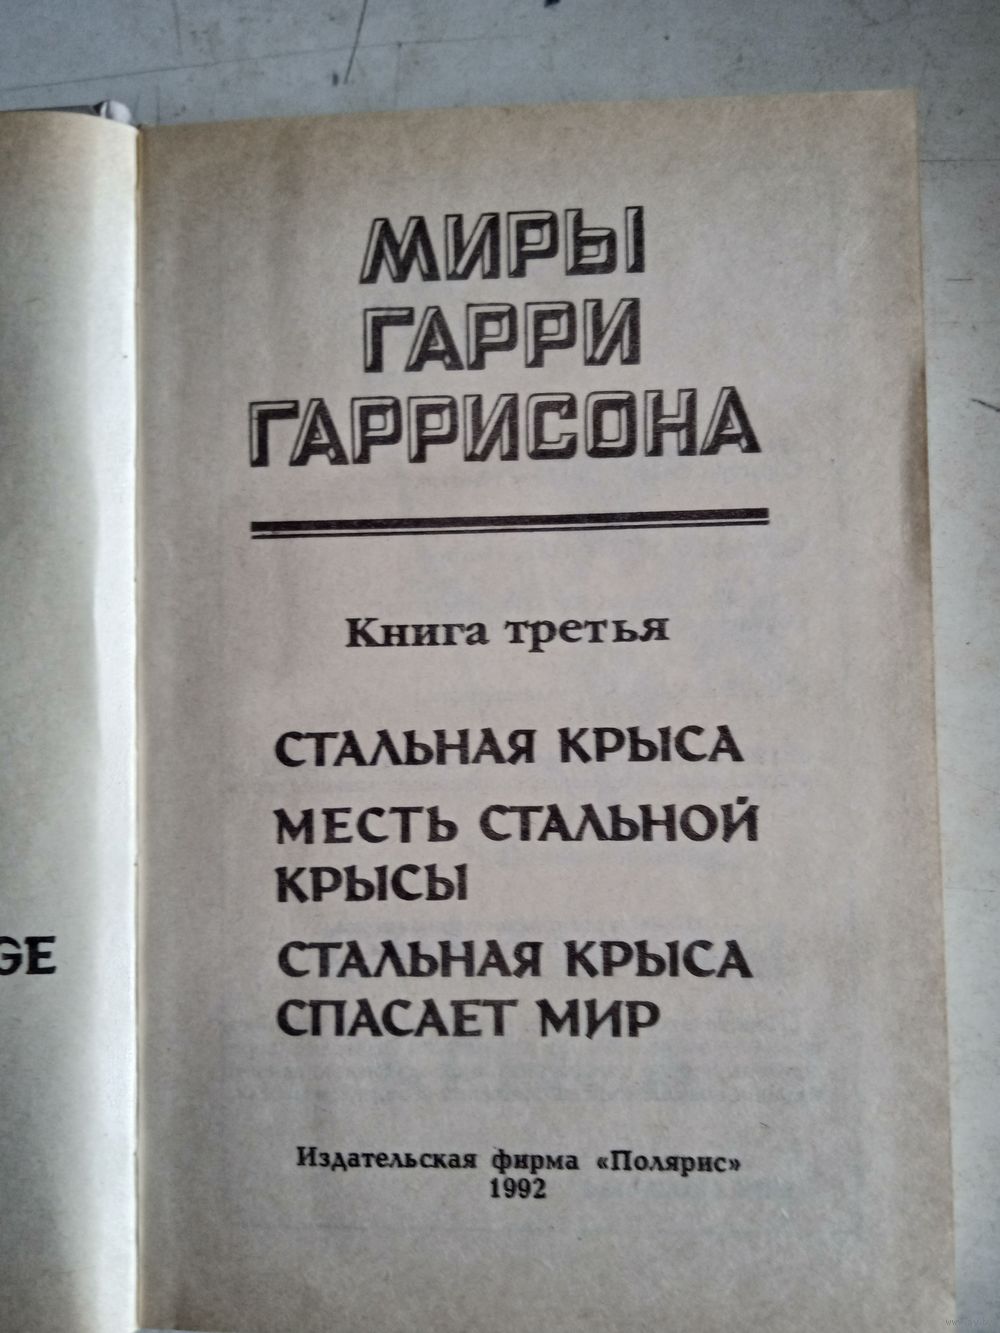 МИРЫ
ГАРРИ
ГАРРИСОНА
Книга третья
СТАЛЬНАЯ КРЫСА
МЕСТЬ СТАЛЬНОЙ
КРЫСЫ
GE
СТАЛЬНАЯ КРЫСА
СПАСАЕТ МИР
Издательская фирма «Полярис»
1992